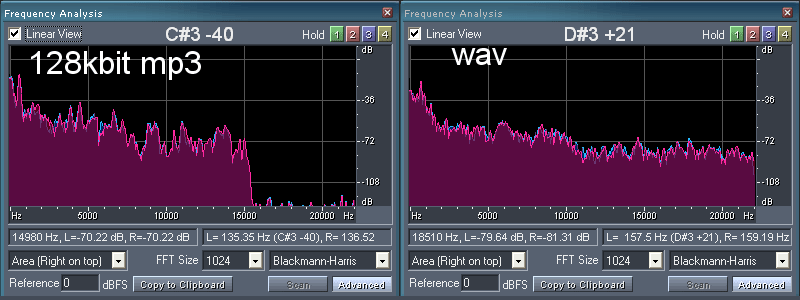 Frequency Analysis
Linear View C#3 -40 Hold 1 2 3 4
128kbit mp3
dB
-36
-72
-108
dB
Hz 5000 10000 15000 20000 Hz
14980 Hz, L=-70.22 dB, R=-70.22 dB L= 135.35 Hz (C#3 -40), R= 136.52
Area (Right on top) FFT Size 1024 Blackmann-Harris
Reference 0 dBFS Copy to Clipboard Scan Advanced
Frequency Analysis
Linear View D#3 +21 Hold 1 2 3 4
wav
dB
-36
-72
-108
dB
Hz 5000 10000 15000 20000 Hz
18510 Hz, L=-79.64 dB, R=-81.31 dB L= 157.5 Hz (D#3 +21), R= 159.19 Hz
Area (Right on top) FFT Size 1024 Blackmann-Harris
Reference 0 dBFS Copy to Clipboard Scan Advanced